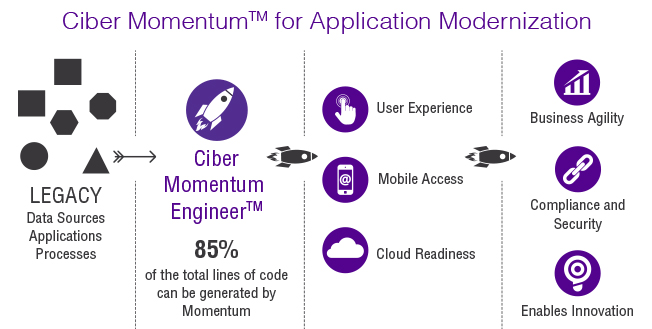 Ciber Momentum™ for Application Modernization
LEGACY
Data Sources
Applications
Processes
Ciber
Momentum
Engineer™
85%
of the total lines of code
can be generated by
Momentum
User Experience
@
Mobile Access
Cloud Readiness
Business Agility
Compliance and
Security
Enables Innovation